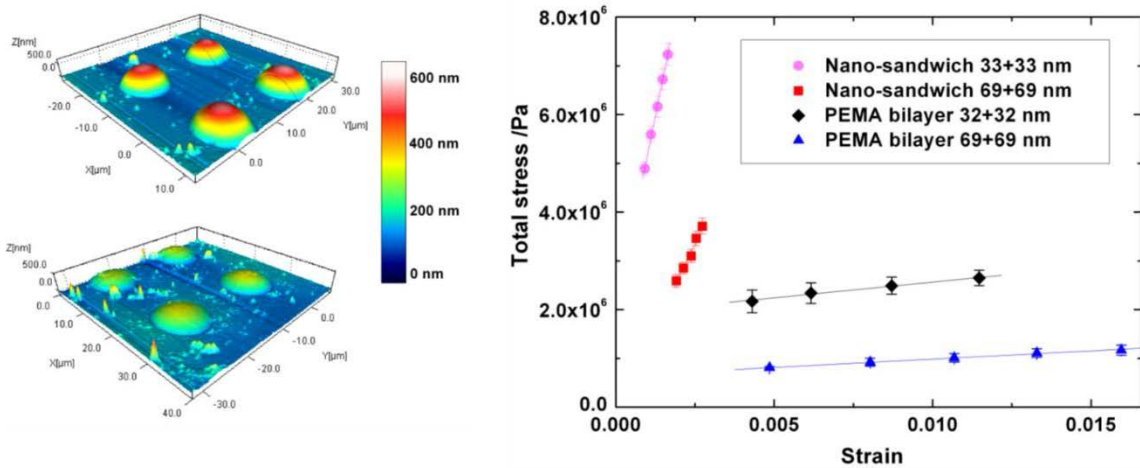 Z[nm]
500.0
0.0
-20.0
-10.0
X[µm]
0.0
10.0
30.0
20.0
Y[µm]
10.0
0.0
600 nm
400 nm
200 nm
0 nm
Z[nm]
500.0
0.0
0.0
10.0
20.0
X[µm]
30.0
40.0
0.0
-10.0
Y[µm]
-20.0
-30.0
8.0x10⁶
6.0x10⁶
4.0x10⁶
2.0x10⁶
0.0
Total stress /Pa
Nano-sandwich 33+33 nm
Nano-sandwich 69+69 nm
PEMA bilayer 32+32 nm
PEMA bilayer 69+69 nm
0.000
0.005
0.010
0.015
Strain